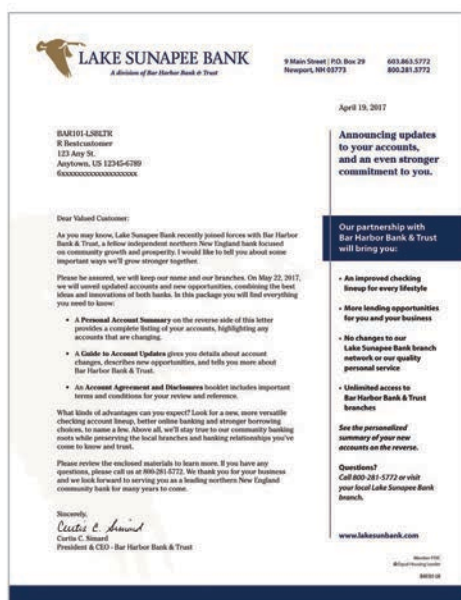 LAKE SUNAPEE BANK
A division of Bar Harbor Bank & Trust
9 Main Street | P.O. Box 29
Newport, NH 03773
603.863.5772
800.281.5772
April 19, 2017
BAR101-LSBLTR
R Bestcustomer
123 Any St.
Anytown, US 12345-6789
6xxxxxxxxxxxxxxxxxxx
Dear Valued Customer:
As you may know, Lake Sunapee Bank recently joined forces with Bar Harbor
Bank & Trust, a fellow independent northern New England bank focused
on community growth and prosperity. I would like to tell you about some
important ways we'll grow stronger together.
Please be assured, we will keep our name and our branches. On May 22, 2017,
we will unveil updated accounts and new opportunities, combining the best
ideas and innovations of both banks. In this package you will find everything
you need to know:
• A Personal Account Summary on the reverse side of this letter
provides a complete listing of your accounts, highlighting any
accounts that are changing.
• A Guide to Account Updates gives you details about account
changes, describes new opportunities, and tells you more about
Bar Harbor Bank & Trust.
• An Account Agreement and Disclosures booklet includes important
terms and conditions for your review and reference.
What kinds of advantages can you expect? Look for a new, more versatile
checking account lineup, better online banking and stronger borrowing
choices, to name a few. Above all, we'll stay true to our community banking
roots while preserving the local branches and banking relationships you've
come to know and trust.
Please review the enclosed materials to learn more. If you have any
questions, please call us at 800-281-5772. We thank you for your business
and we look forward to serving you as a leading northern New England
community bank for many years to come.
Sincerely,
Curtis C. Simard
Curtis C. Simard
President & CEO - Bar Harbor Bank & Trust
Announcing updates
to your accounts,
and an even stronger
commitment to you.
Our partnership with
Bar Harbor Bank & Trust
will bring you:
• An improved checking
lineup for every lifestyle
• More lending opportunities
for you and your business
• No changes to our
Lake Sunapee Bank branch
network or our quality
personal service
• Unlimited access to
Bar Harbor Bank & Trust
branches
See the personalized
summary of your new
accounts on the reverse.
Questions?
Call 800-281-5772 or visit
your local Lake Sunapee Bank
branch.
www.lakesunbank.com
Member FDIC
Equal Housing Lender